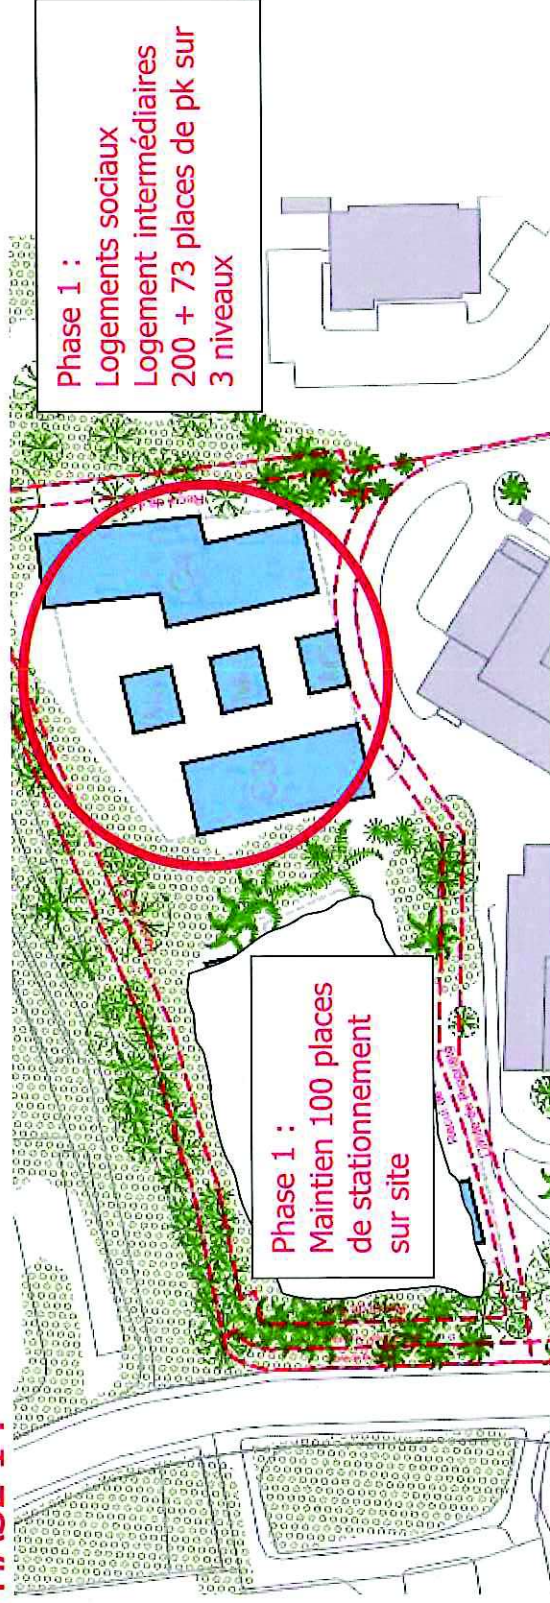 Phase 1 :
Maintien 100 places
de stationnement
sur site
Phase 1 :
Logements sociaux
Logement intermédiaires
200 + 73 places de pk sur
3 niveaux